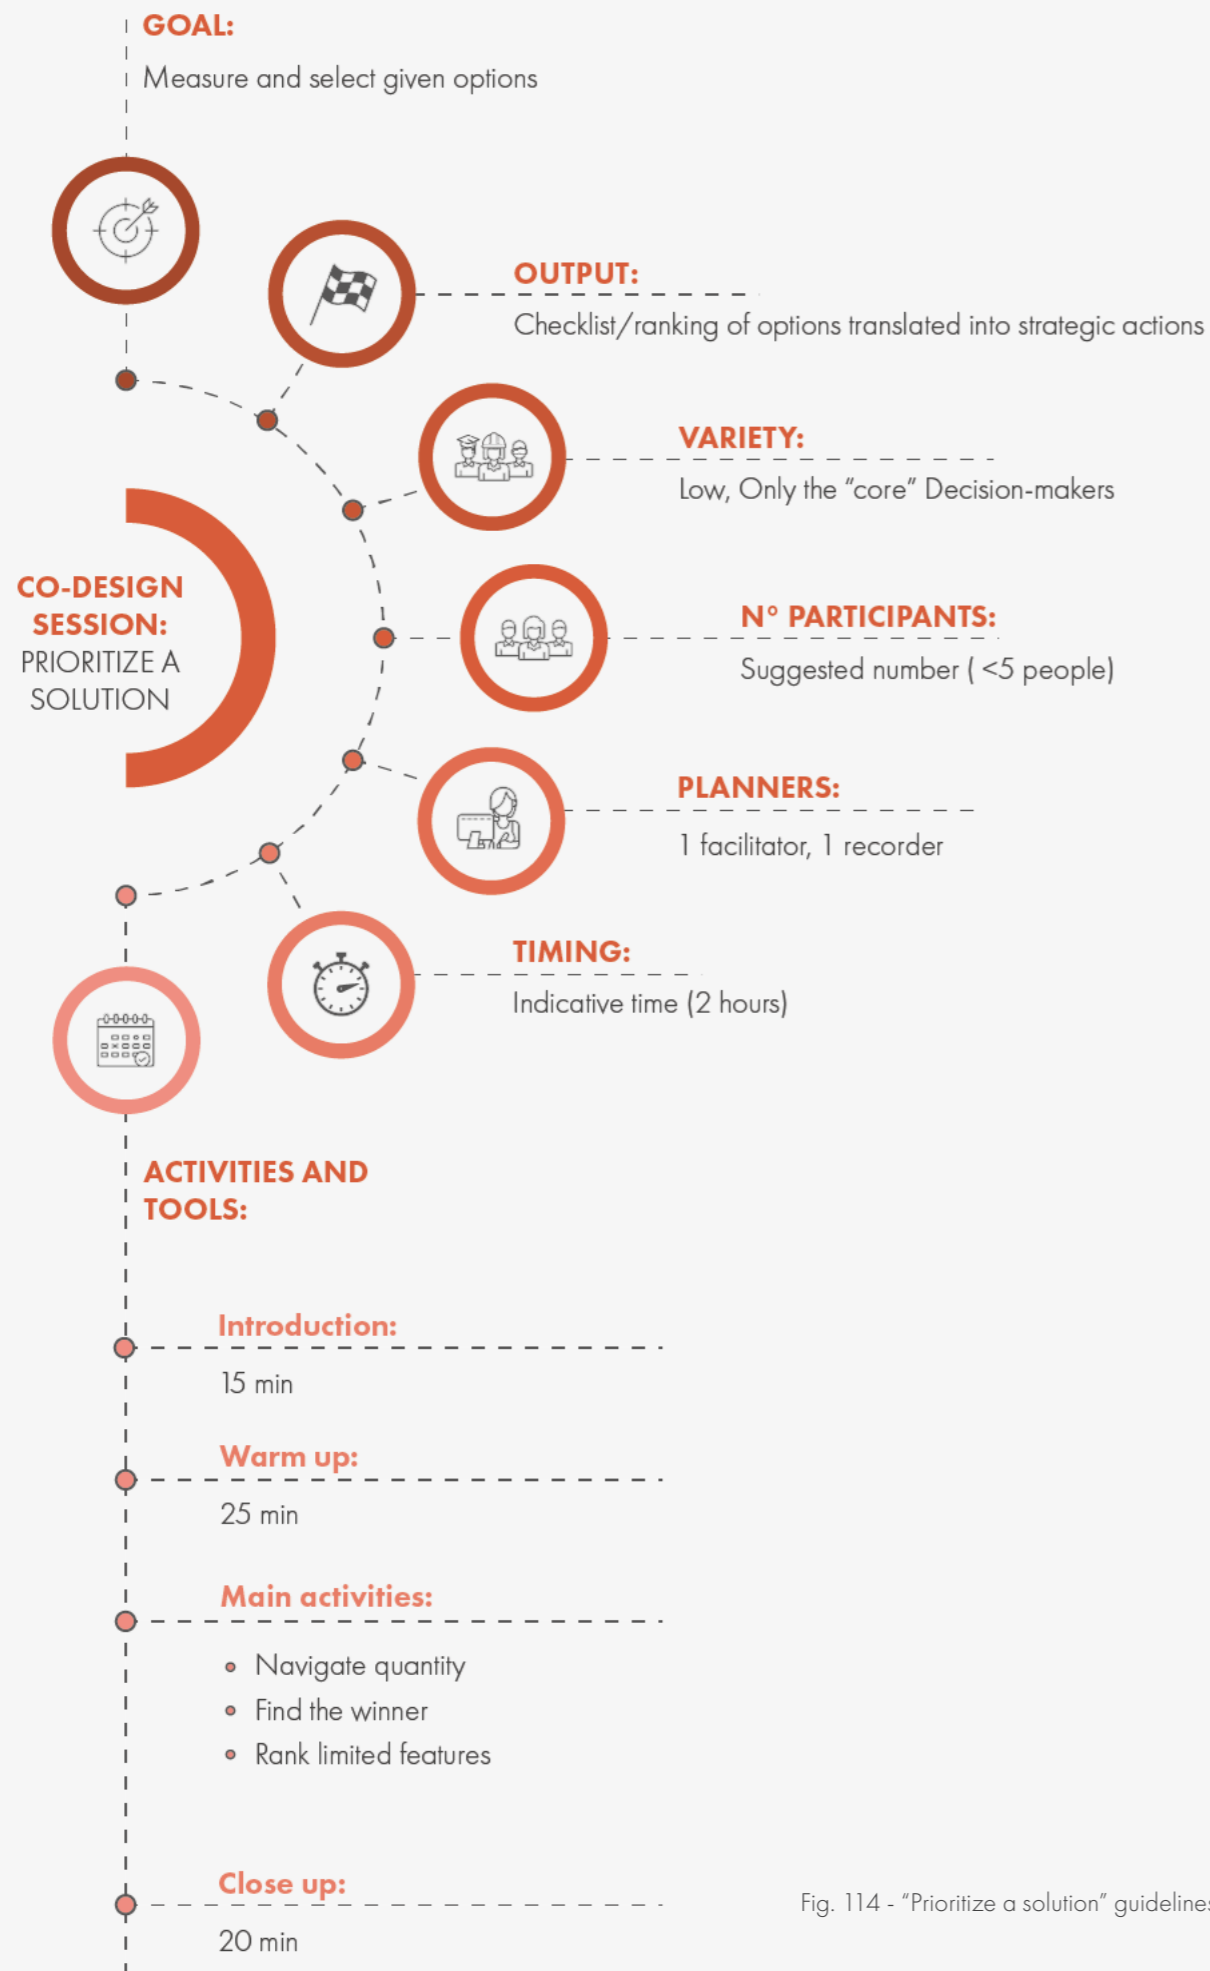 GOAL:
Measure and select given options
OUTPUT:
Checklist/ranking of options translated into strategic actions
VARIETY:
Low, Only the “core” Decision-makers
CO-DESIGN
SESSION:
PRIORITIZE A
SOLUTION
N° PARTICIPANTS:
Suggested number ( <5 people)
PLANNERS:
1 facilitator, 1 recorder
TIMING:
Indicative time (2 hours)
ACTIVITIES AND
TOOLS:
Introduction:
15 min
Warm up:
25 min
Main activities:
Navigate quantity
Find the winner
Rank limited features
Close up:
20 min
Fig. 114 - “Prioritize a solution” guidelines